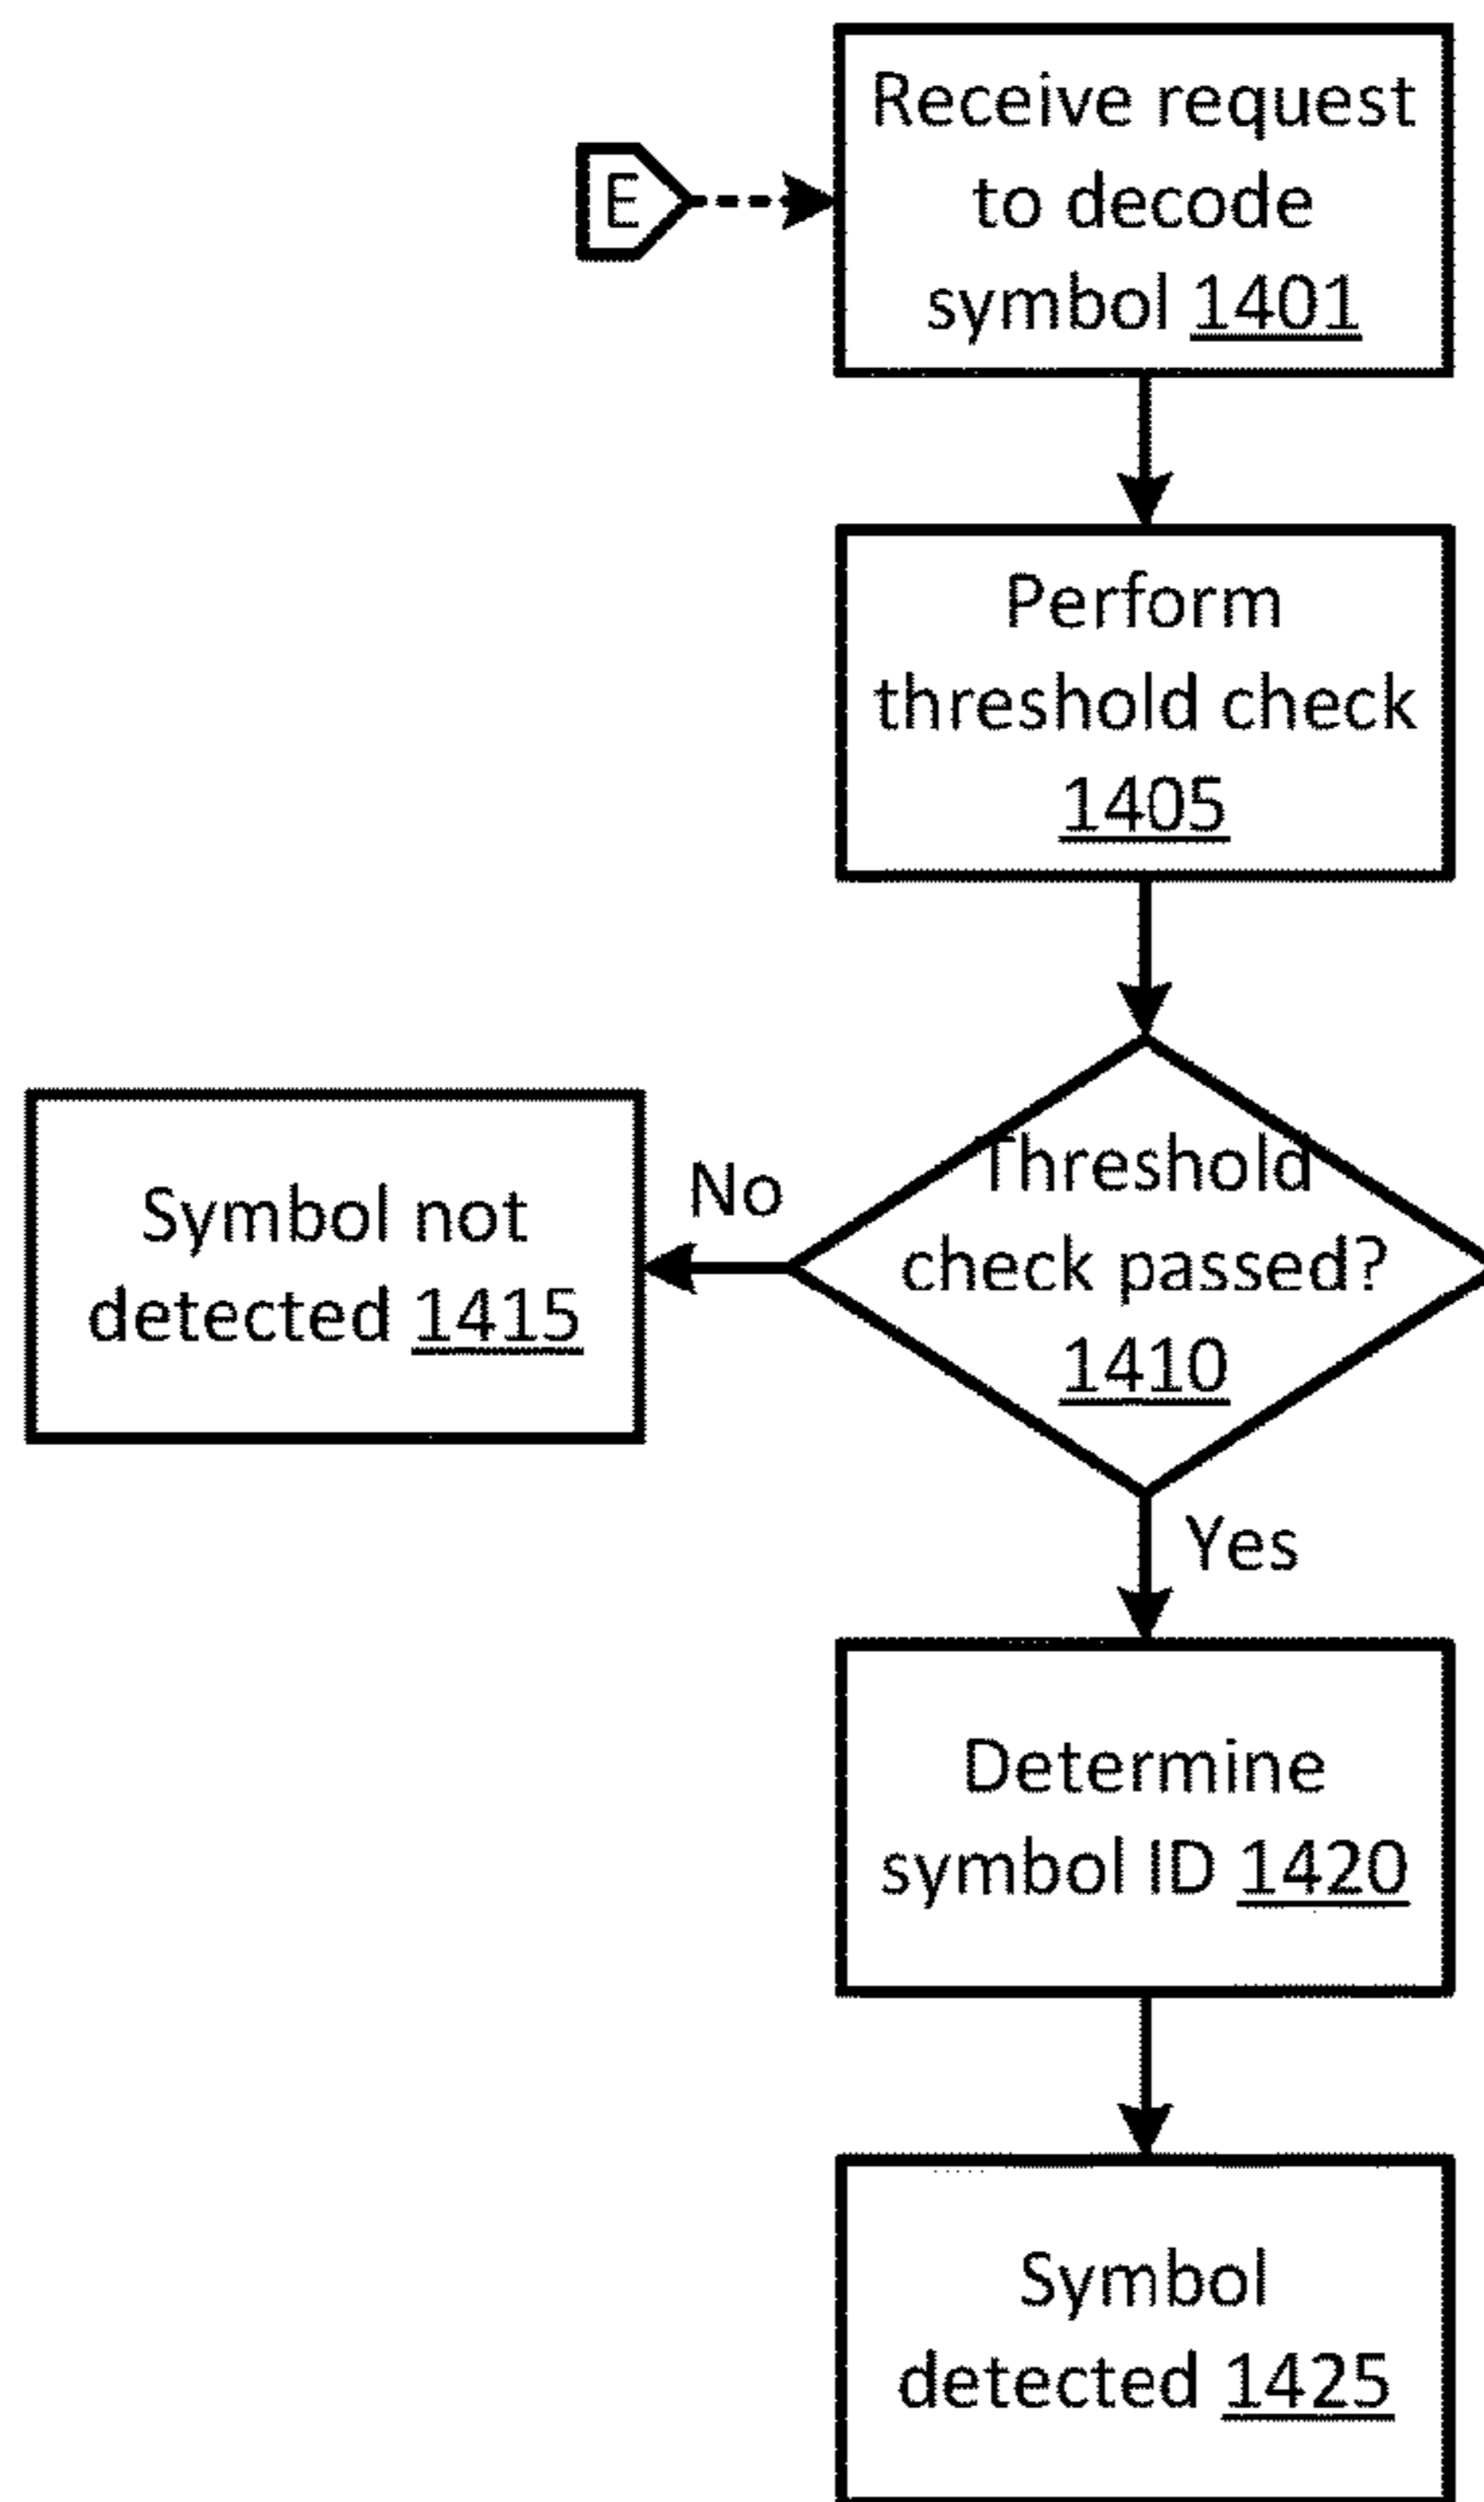 Receive request
E
to decode
symbol 1401
Perform
threshold check
1405
Threshold
check passed?
1410
No
Symbol not
detected 1415
Yes
Determine
symbol ID 1420
Symbol
detected 1425